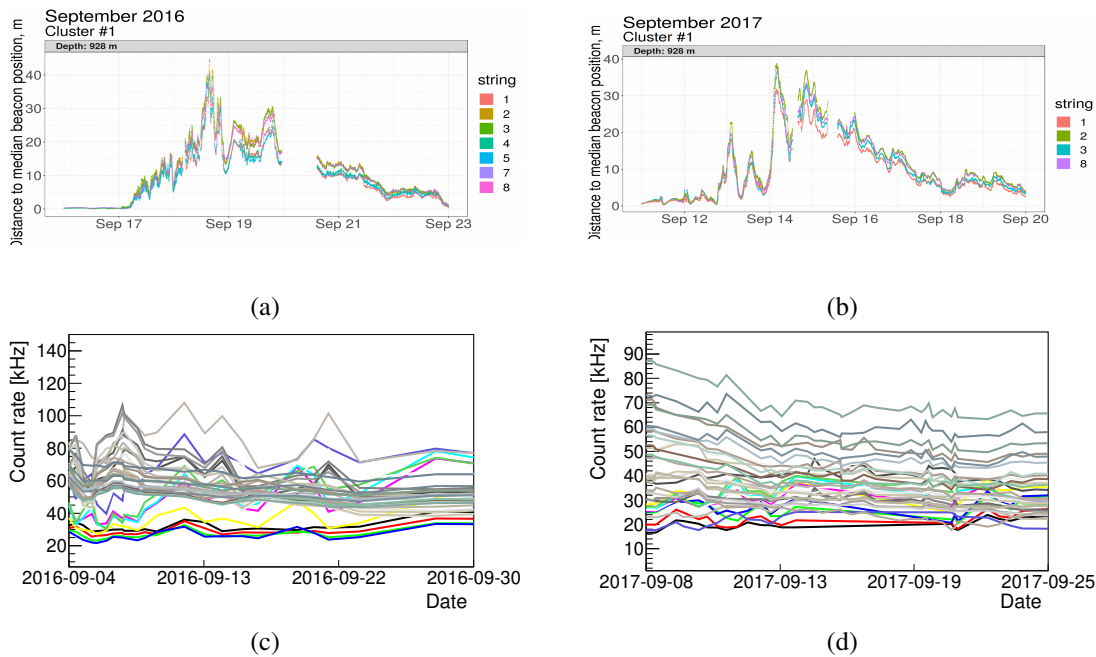 September 2016
Cluster #1
Depth: 928 m
Distance to median beacon position, m
40
30
20
10
0
Sep 17
Sep 19
Sep 21
Sep 23
string
1
2
3
4
5
7
8
(a)
September 2017
Cluster #1
Depth: 928 m
Distance to median beacon position, m
40
30
20
10
0
Sep 12
Sep 14
Sep 16
Sep 18
Sep 20
string
1
2
3
8
(b)
Count rate [kHz]
140
120
100
80
60
40
20
2016-09-04
2016-09-13
2016-09-22
2016-09-30
Date
(c)
Count rate [kHz]
90
80
70
60
50
40
30
20
10
2017-09-08
2017-09-13
2017-09-19
2017-09-25
Date
(d)